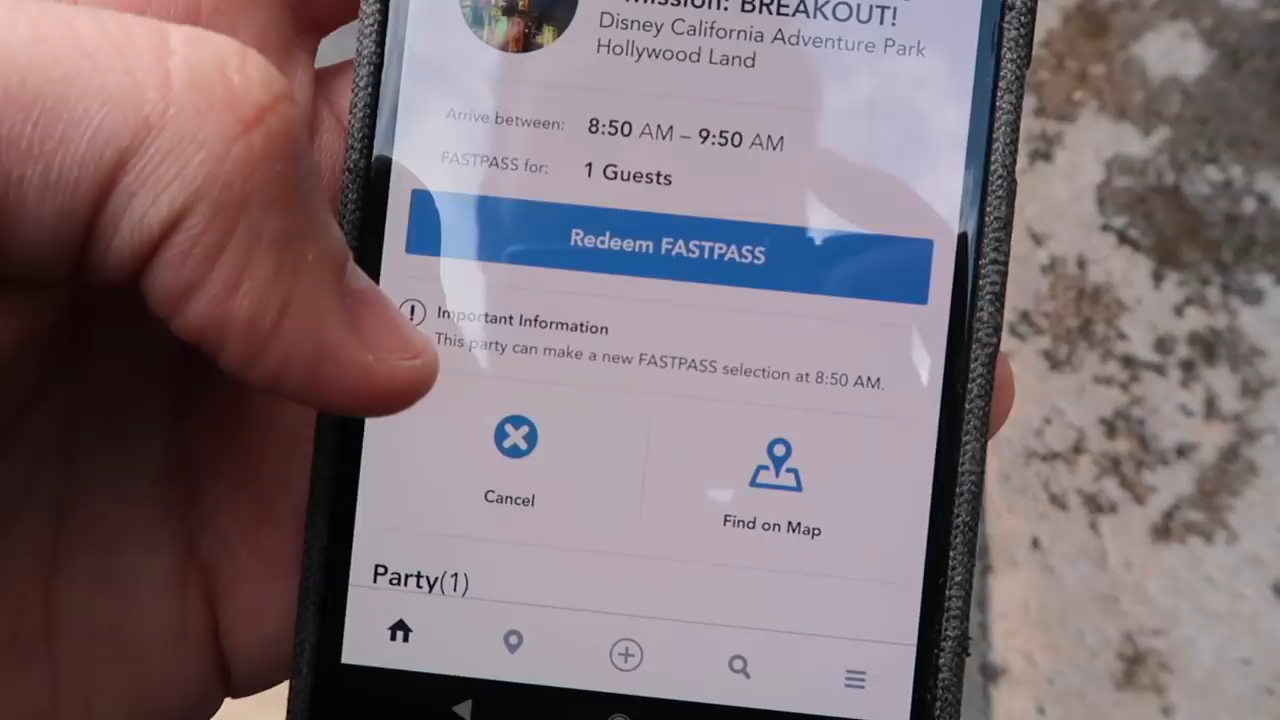 Mission: BREAKOUT!
Disney California Adventure Park
Hollywood Land
Arrive between: 8:50 AM – 9:50 AM
FASTPASS for: 1 Guests
Redeem FASTPASS
Important Information
This party can make a new FASTPASS selection at 8:50 AM.
Cancel
Find on Map
Party(1)